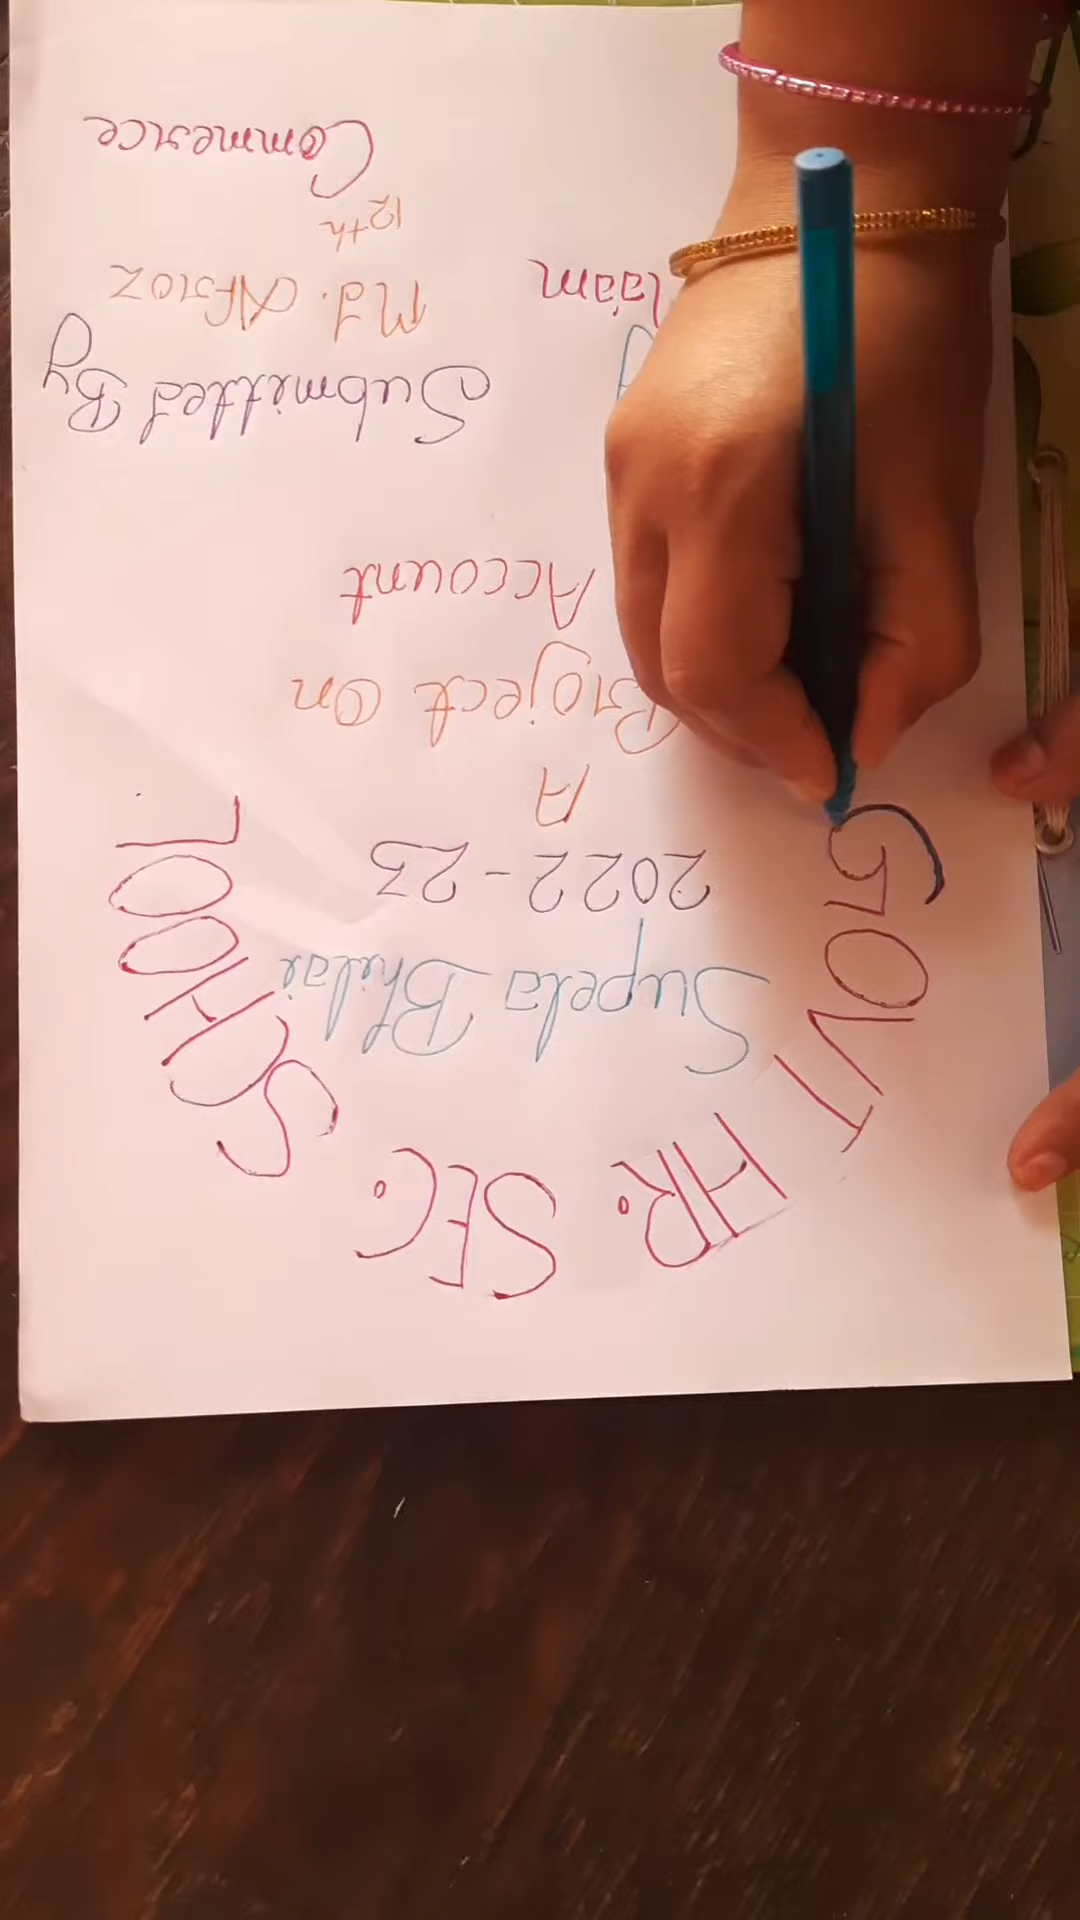 GOVT HR. SEC. SCHOOL
Supela Bhilai
2022-23
A
Project On
Account
Submitted By
Md. Afroz
12th
Commerce